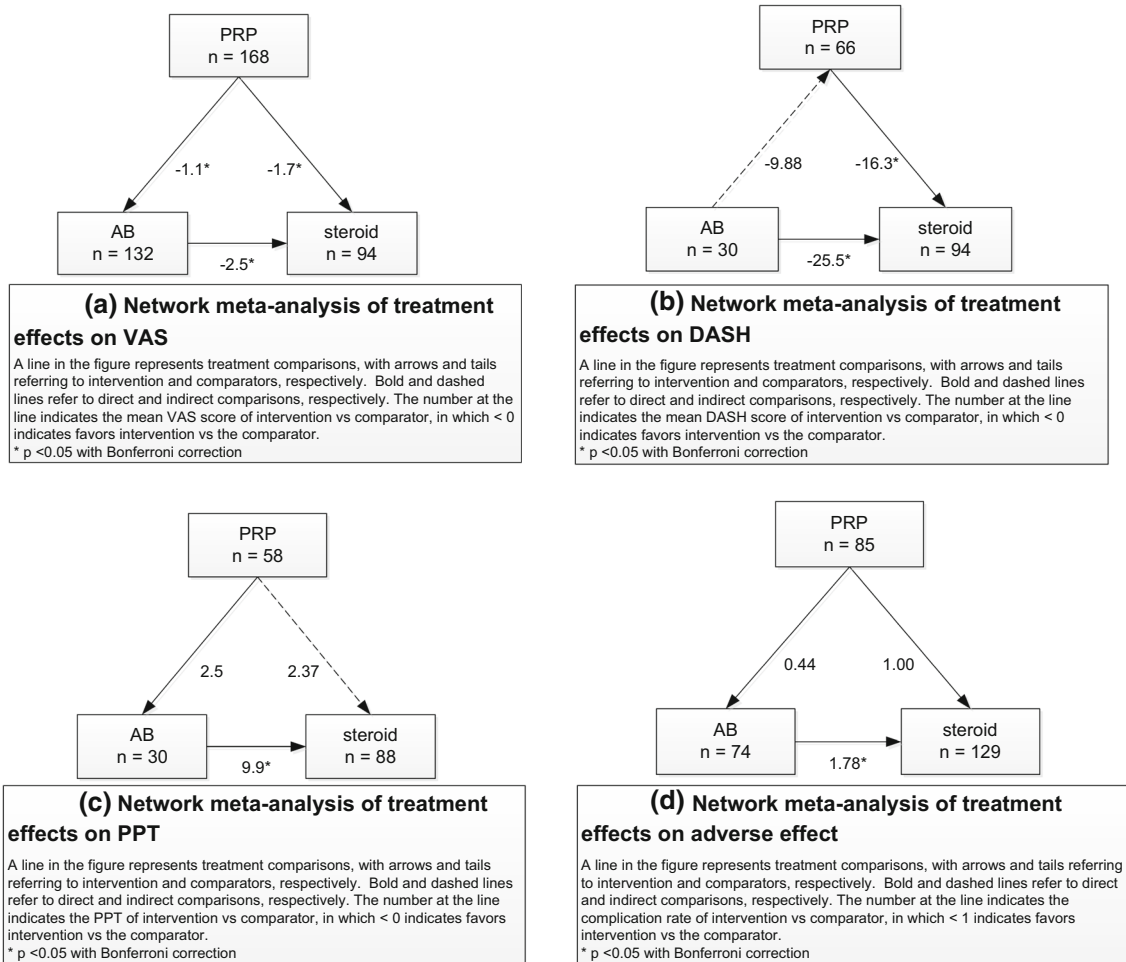 PRP
n = 168
-1.1*
-1.7*
AB
n = 132
-2.5*
steroid
n = 94
(a) Network meta-analysis of treatment
effects on VAS
A line in the figure represents treatment comparisons, with arrows and tails
referring to intervention and comparators, respectively. Bold and dashed
lines refer to direct and indirect comparisons, respectively. The number at the
line indicates the mean VAS score of intervention vs comparator, in which < 0
indicates favors intervention vs the comparator.
* p <0.05 with Bonferroni correction
PRP
n = 66
-9.88
-16.3*
AB
n = 30
-25.5*
steroid
n = 94
(b) Network meta-analysis of treatment
effects on DASH
A line in the figure represents treatment comparisons, with arrows and tails
referring to intervention and comparators, respectively. Bold and dashed
lines refer to direct and indirect comparisons, respectively. The number at the
line indicates the mean DASH score of intervention vs comparator, in which < 0
indicates favors intervention vs the comparator.
* p <0.05 with Bonferroni correction
PRP
n = 58
2.5
2.37
AB
n = 30
9.9*
steroid
n = 88
(c) Network meta-analysis of treatment
effects on PPT
A line in the figure represents treatment comparisons, with arrows and tails
referring to intervention and comparators, respectively. Bold and dashed lines
refer to direct and indirect comparisons, respectively. The number at the line
indicates the PPT of intervention vs comparator, in which < 0 indicates favors
intervention vs the comparator.
* p <0.05 with Bonferroni correction
PRP
n = 85
0.44
1.00
AB
n = 74
1.78*
steroid
n = 129
(d) Network meta-analysis of treatment
effects on adverse effect
A line in the figure represents treatment comparisons, with arrows and tails referring
to intervention and comparators, respectively. Bold and dashed lines refer to direct
and indirect comparisons, respectively. The number at the line indicates the
complication rate of intervention vs comparator, in which < 1 indicates favors
intervention vs the comparator.
* p <0.05 with Bonferroni correction